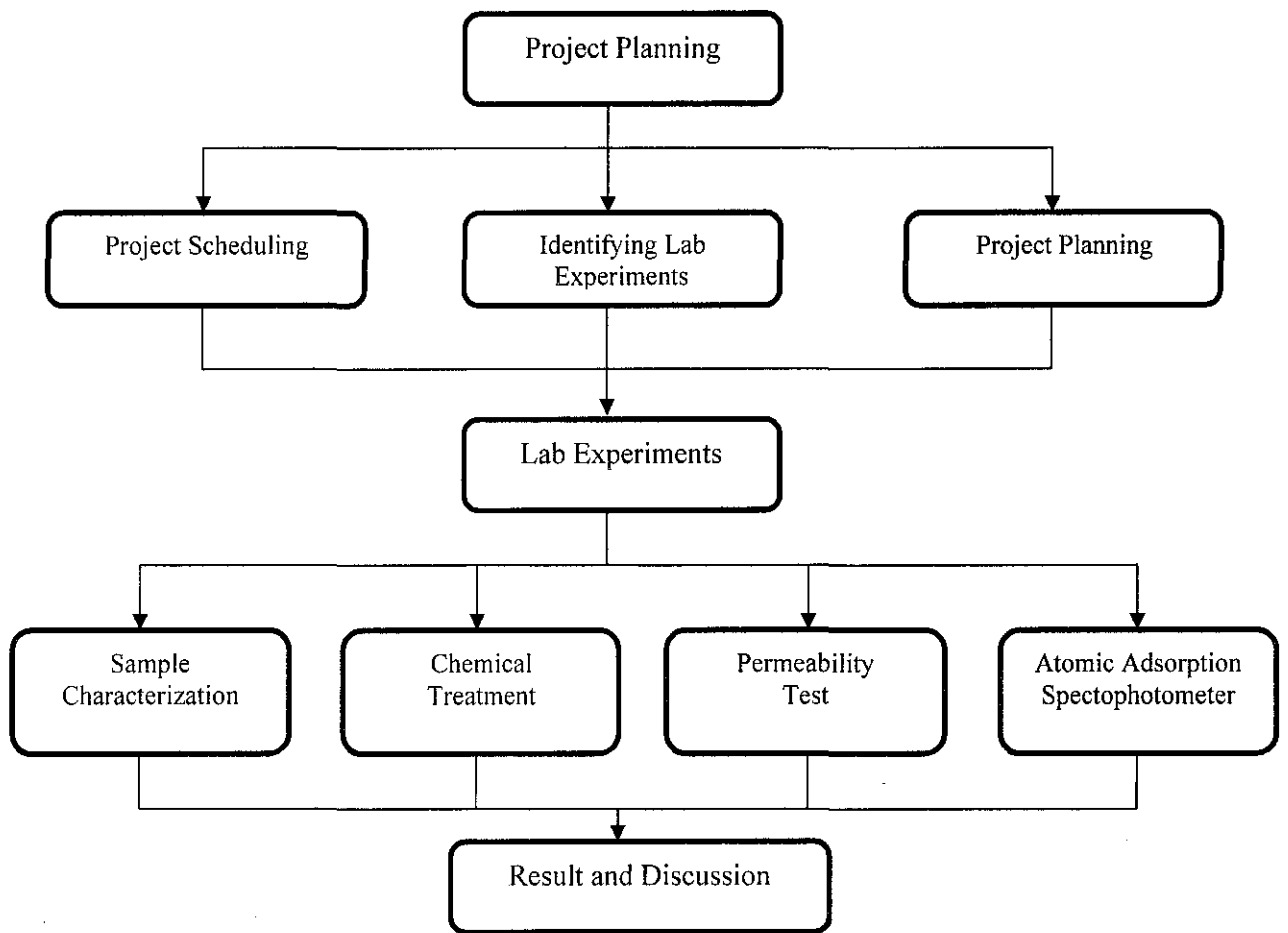 Project Planning
Project Scheduling
Identifying Lab
Experiments
Project Planning
Lab Experiments
Sample
Characterization
Chemical
Treatment
Permeability
Test
Atomic Adsorption
Spectophotometer
Result and Discussion